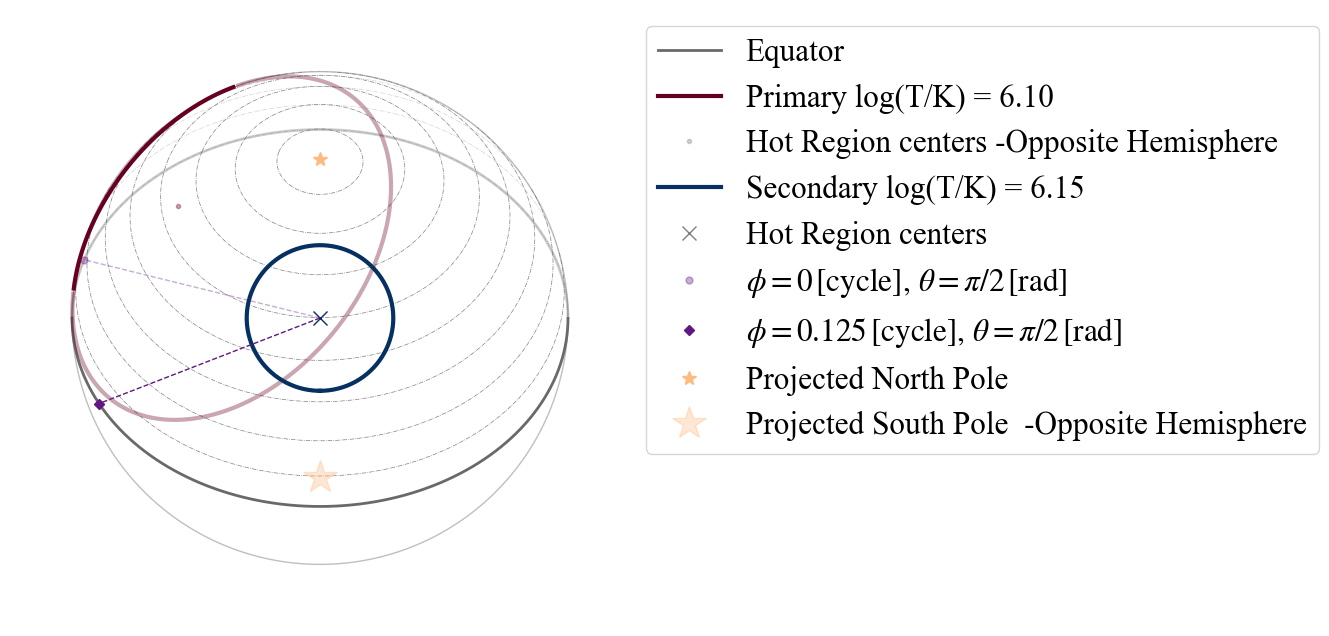 Equator
Primary log(T/K) = 6.10
Hot Region centers -Opposite Hemisphere
Secondary log(T/K) = 6.15
Hot Region centers
ϕ = 0 [cycle], θ = π/2 [rad]
ϕ = 0.125 [cycle], θ = π/2 [rad]
Projected North Pole
Projected South Pole  -Opposite Hemisphere